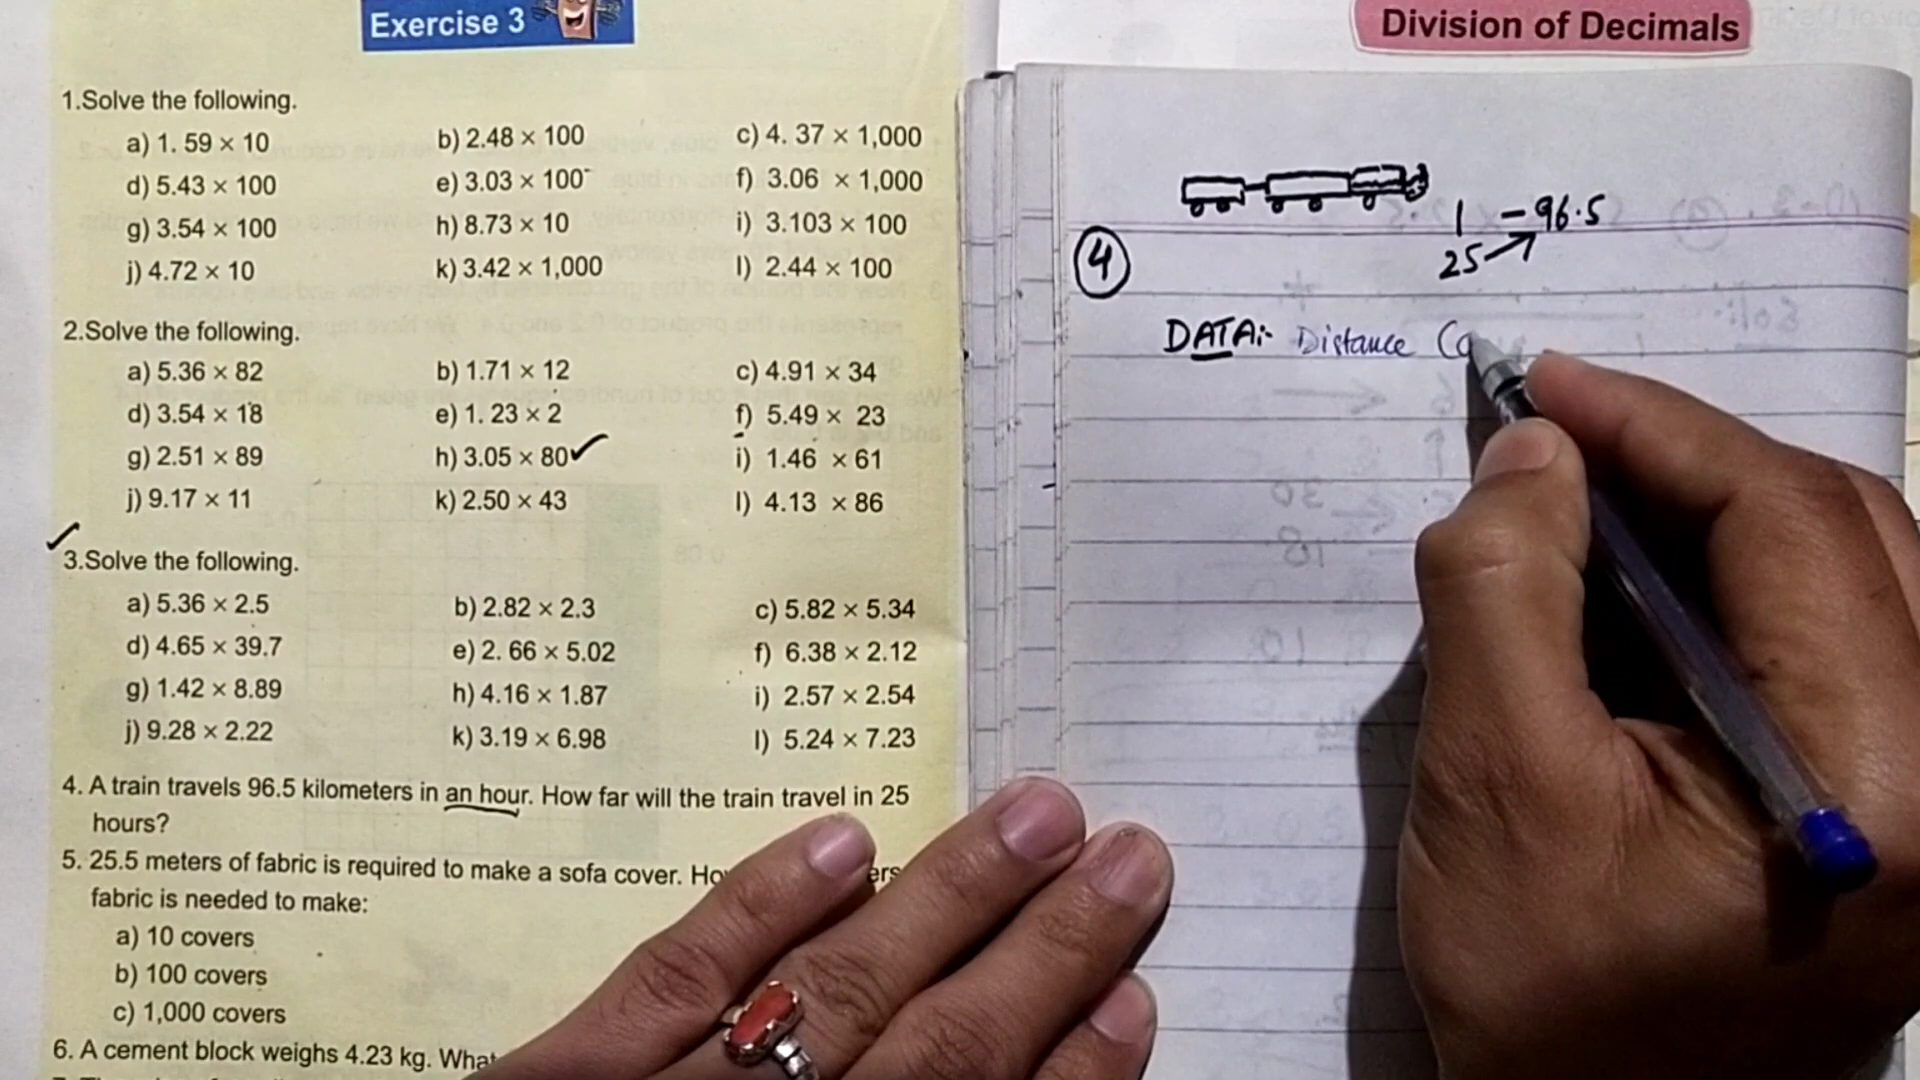 Exercise 3
1.Solve the following.
a) 1. 59 × 10 b) 2.48 × 100 c) 4. 37 × 1,000
d) 5.43 × 100 e) 3.03 × 100 f) 3.06 × 1,000
g) 3.54 × 100 h) 8.73 × 10 i) 3.103 × 100
j) 4.72 × 10 k) 3.42 × 1,000 l) 2.44 × 100
2.Solve the following.
a) 5.36 × 82 b) 1.71 × 12 c) 4.91 × 34
d) 3.54 × 18 e) 1. 23 × 2 f) 5.49 × 23
g) 2.51 × 89 h) 3.05 × 80 i) 1.46 × 61
j) 9.17 × 11 k) 2.50 × 43 l) 4.13 × 86
3.Solve the following.
a) 5.36 × 2.5 b) 2.82 × 2.3 c) 5.82 × 5.34
d) 4.65 × 39.7 e) 2. 66 × 5.02 f) 6.38 × 2.12
g) 1.42 × 8.89 h) 4.16 × 1.87 i) 2.57 × 2.54
j) 9.28 × 2.22 k) 3.19 × 6.98 l) 5.24 × 7.23
4. A train travels 96.5 kilometers in an hour. How far will the train travel in 25
hours?
5. 25.5 meters of fabric is required to make a sofa cover.
fabric is needed to make:
a) 10 covers
b) 100 covers
c) 1,000 covers
6. A cement block weighs 4.23 kg.
Division of Decimals
1 - 96.5
25
4
DATA:- Distance